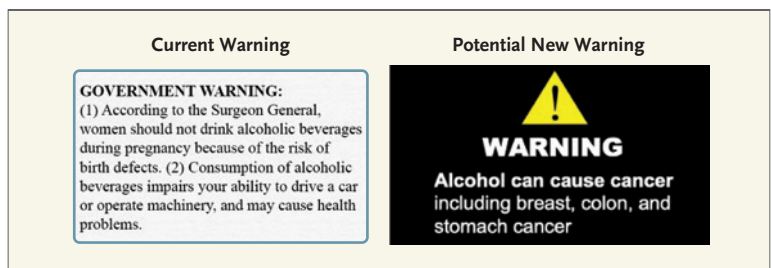 Current Warning
Potential New Warning
GOVERNMENT WARNING:
(1) According to the Surgeon General,
women should not drink alcoholic beverages
during pregnancy because of the risk of
birth defects. (2) Consumption of alcoholic
beverages impairs your ability to drive a car
or operate machinery, and may cause health
problems.
WARNING
Alcohol can cause cancer
including breast, colon, and
stomach cancer